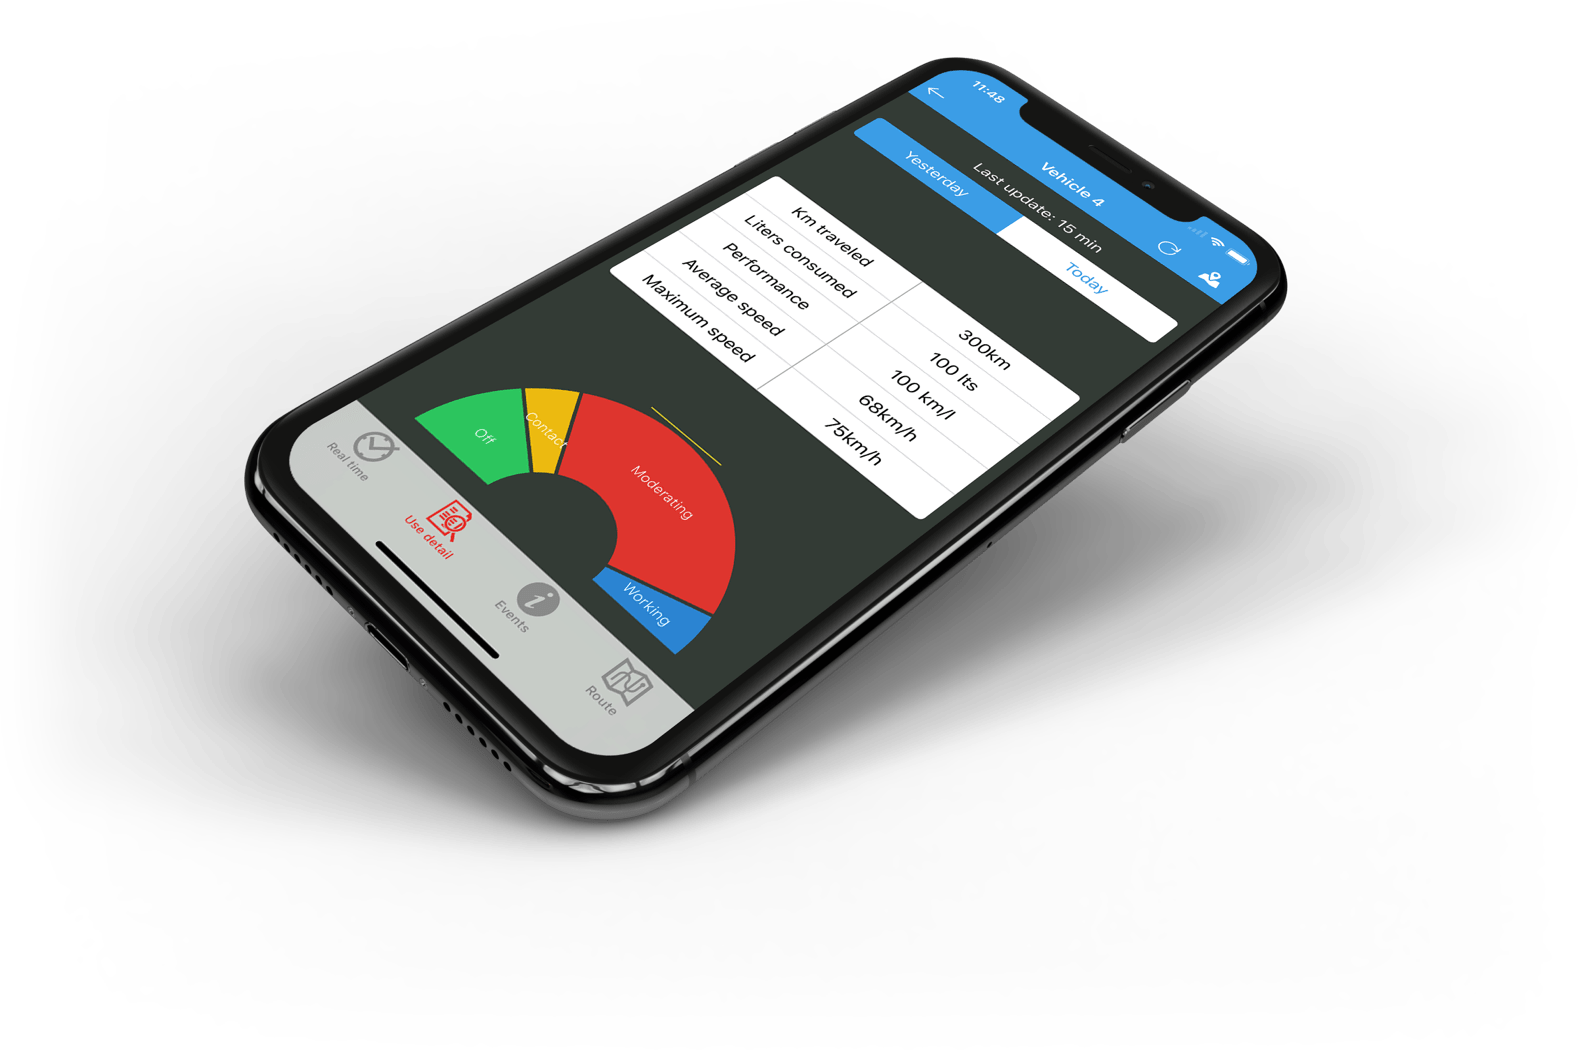 11:48
Vehicle 4
Last update: 15 min
Yesterday
Today
Km traveled 300km
Liters consumed 100 lts
Performance 100 km/l
Average speed 68km/h
Maximum speed 75km/h
Off
Contact
Moderating
Working
Real time
Use detail
Events
Route